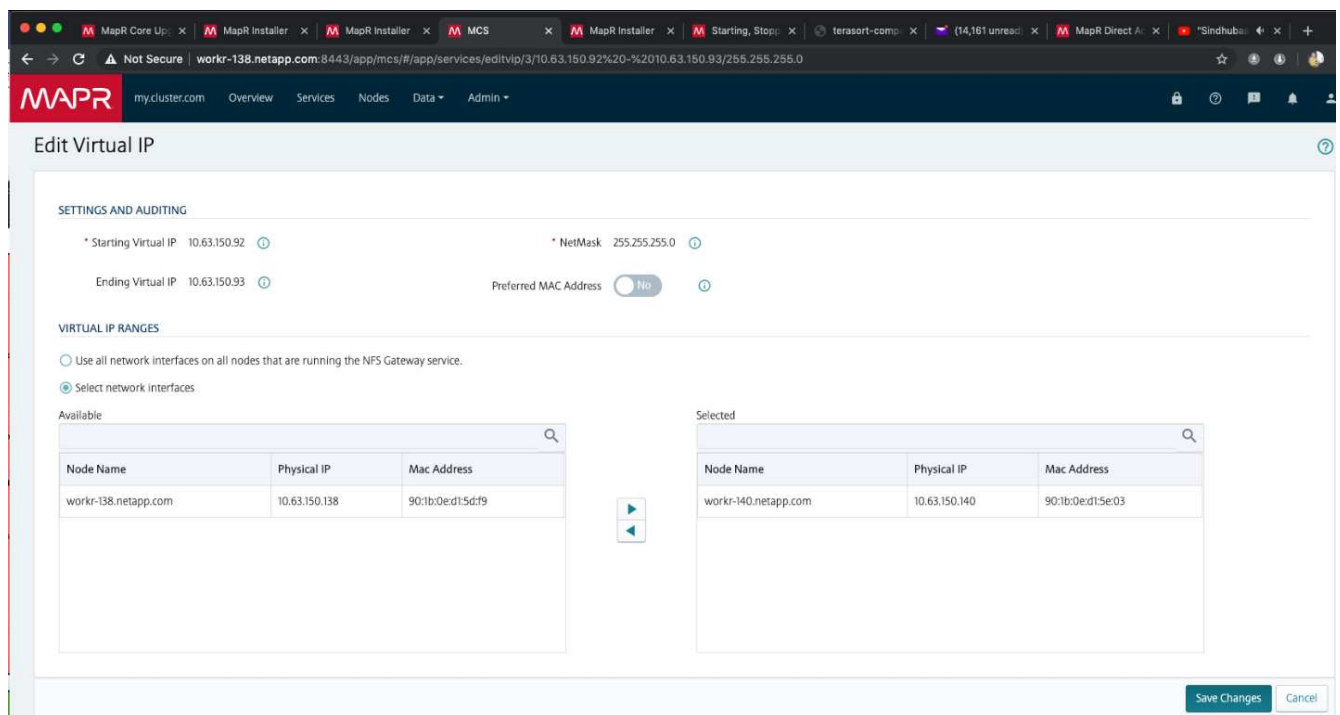 MapR Core Up
MapR Installer
MapR Installer
MCS
MapR Installer
Starting, Stopp
terasort-comp
(14,161 unread)
MapR Direct Ac
"Sindhuba
Not Secure | workr-138.netapp.com:8443/app/mcs/#/app/services/editvip/3/10.63.150.92%20-%2010.63.150.93/255.255.255.0
MAPR my.cluster.com Overview Services Nodes Data Admin
Edit Virtual IP
SETTINGS AND AUDITING
* Starting Virtual IP 10.63.150.92 * NetMask 255.255.255.0
Ending Virtual IP 10.63.150.93 Preferred MAC Address No
VIRTUAL IP RANGES
Use all network interfaces on all nodes that are running the NFS Gateway service.
Select network interfaces
Available Selected
Node Name Physical IP Mac Address Node Name Physical IP Mac Address
workr-138.netapp.com 10.63.150.138 90:1b:0e:d1:5d:f9 workr-140.netapp.com 10.63.150.140 90:1b:0e:d1:5e:03
Save Changes Cancel